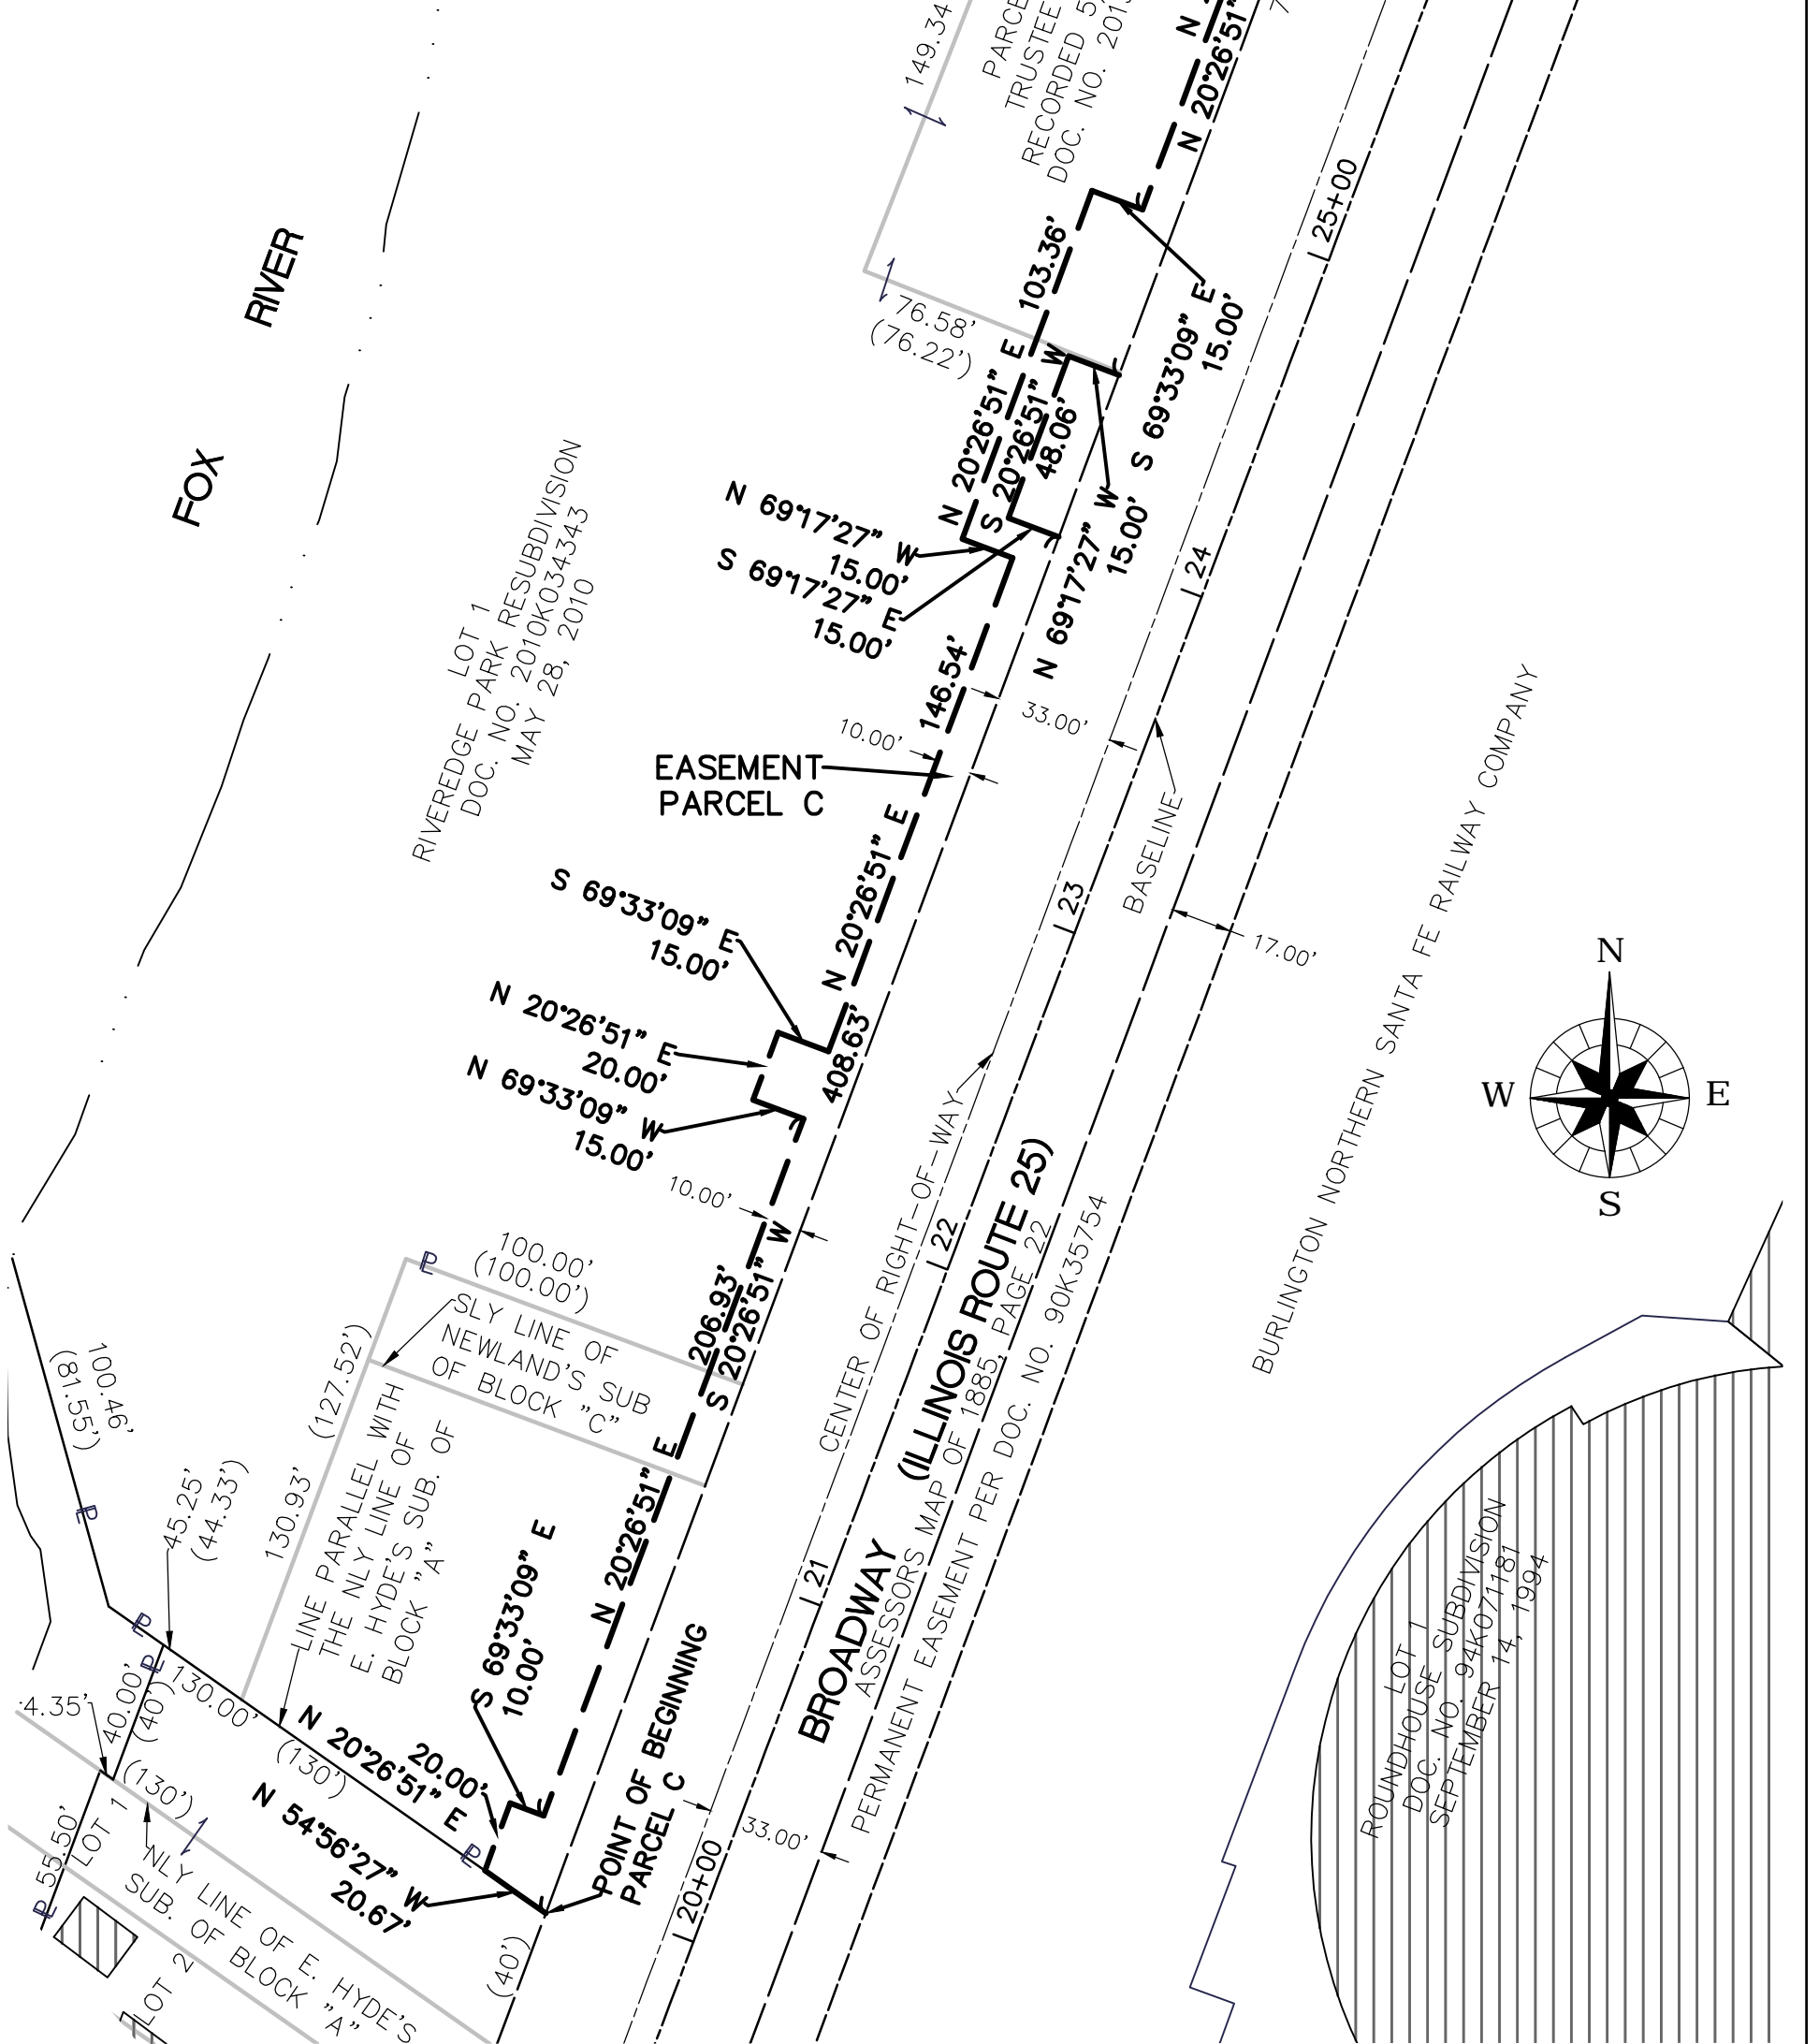 149.34
PARCE
TRUSTEE
RECORDED 5
DOC. NO. 201
N 20°26'51"
RIVER
FOX
103.36'
N 20°26'51" E
76.58'
(76.22')
S 69°33'09" E
15.00'
S 20°26'51" W
48.06'
N 69°17'27" W
15.00'
N 69°17'27" W
15.00'
S 69°17'27" E
15.00'
25+00
24
LOT 1
RIVEREDGE PARK RESUBDIVISION
DOC. NO. 2010K034343
MAY 28, 2010
146.54'
N 20°26'51" E
10.00'
33.00'
EASEMENT
PARCEL C
BASELINE
23
17.00'
BURLINGTON NORTHERN SANTA FE RAILWAY COMPANY
S 69°33'09" E
15.00'
N 20°26'51" E
20.00'
N 69°33'09" W
15.00'
408.63'
S 20°26'51" W
N
W
E
S
10.00'
CENTER OF RIGHT-OF-WAY
22
206.93'
N 20°26'51" E
100.00'
(100.00')
SLY LINE OF
NEWLAND'S SUB
OF BLOCK "C"
BROADWAY (ILLINOIS ROUTE 25)
ASSESSORS MAP OF 1885, PAGE 22
PERMANENT EASEMENT PER DOC. NO. 90K35754
100.46'
(81.55')
(127.52')
130.93'
45.25'
(44.33')
LINE PARALLEL WITH
THE NLY LINE OF
E. HYDE'S SUB. OF
BLOCK "A"
S 69°33'09" E
10.00'
21
LOT 1
ROUNDHOUSE SUBDIVISION
DOC. NO. 94K071181
SEPTEMBER 14, 1994
40.00'
(40')
130.00'
(130')
4.35'
(130')
N 20°26'51" E
20.00'
N 54°56'27" W
20.67'
POINT OF BEGINNING
PARCEL C
33.00'
20+00
55.50'
LOT 1
NLY LINE OF E. HYDE'S
SUB. OF BLOCK "A"
LOT 2
(40')